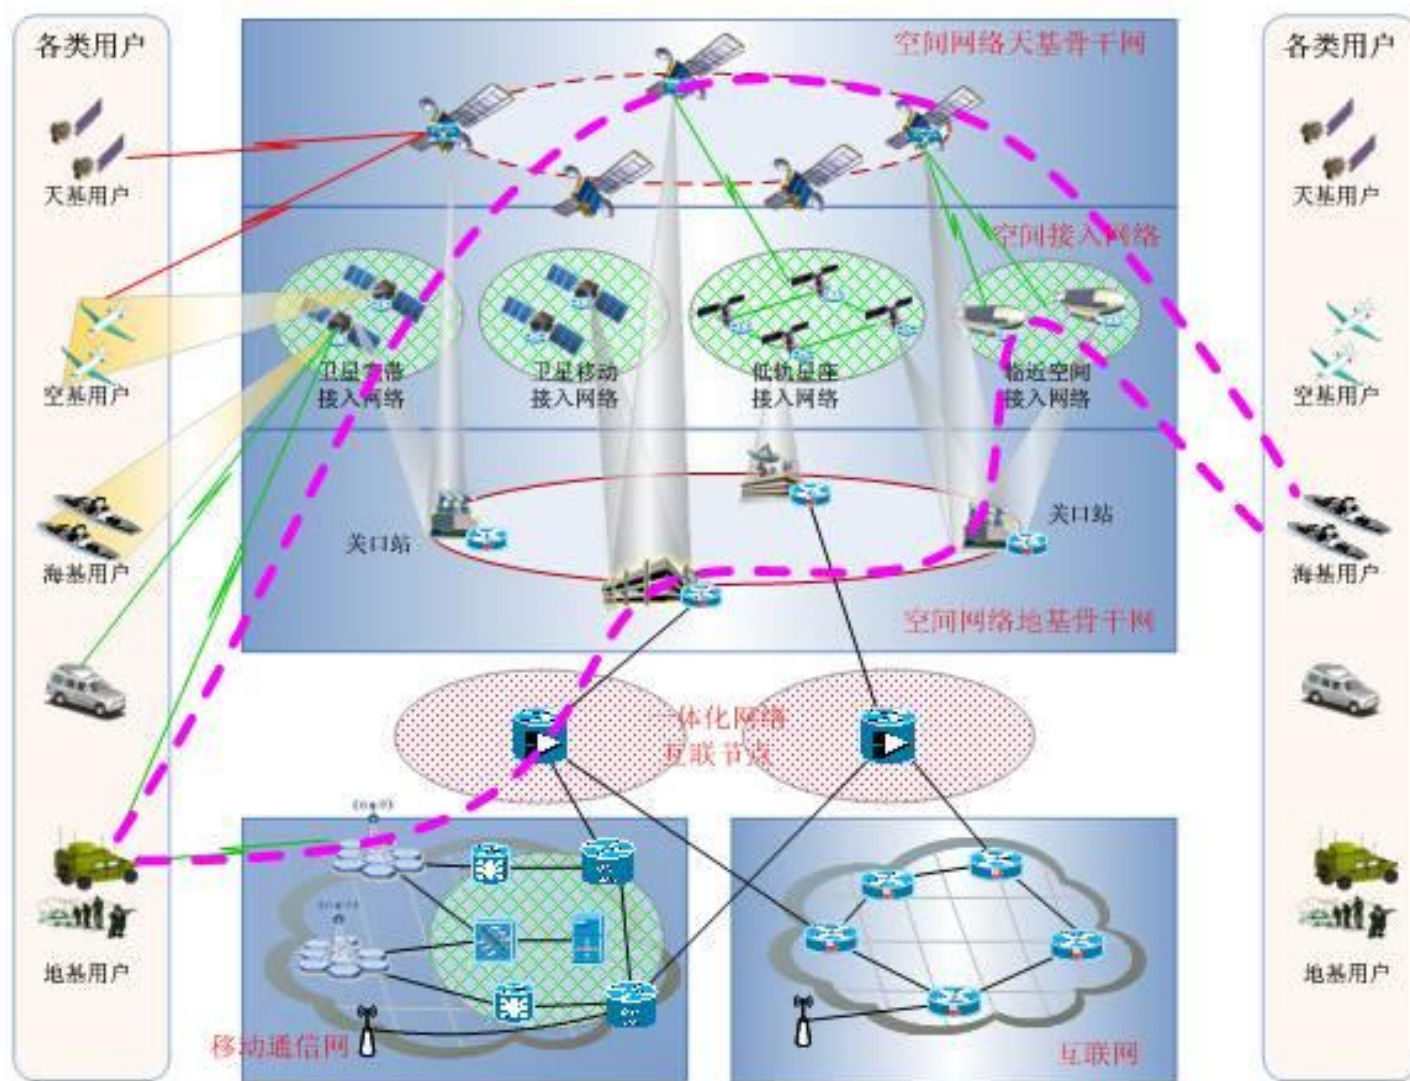 各类用户
天基用户
空基用户
海基用户
地基用户
空间网络天基骨干网
空间接入网络
卫星宽带
接入网络
卫星移动
接入网络
低轨星座
接入网络
临近空间
接入网络
关口站
关口站
空间网络地基骨干网
一体化网络
互联节点
移动通信网
互联网
各类用户
天基用户
空基用户
海基用户
地基用户